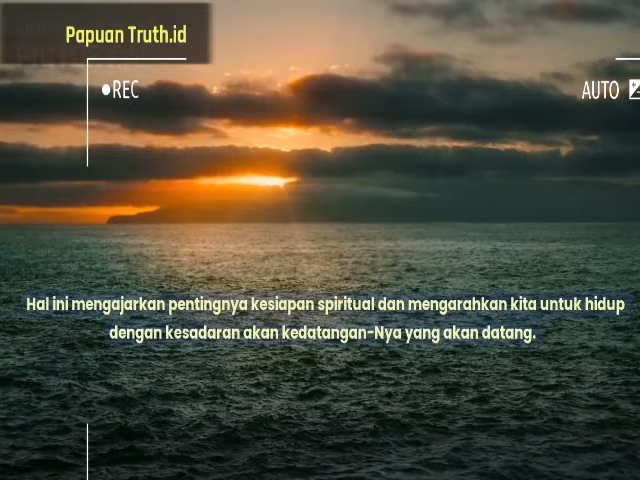 Papuan Truth.id
REC
AUTO
Hal ini mengajarkan pentingnya kesiapan spiritual dan mengarahkan kita untuk hidup
dengan kesadaran akan kedatangan-Nya yang akan datang.